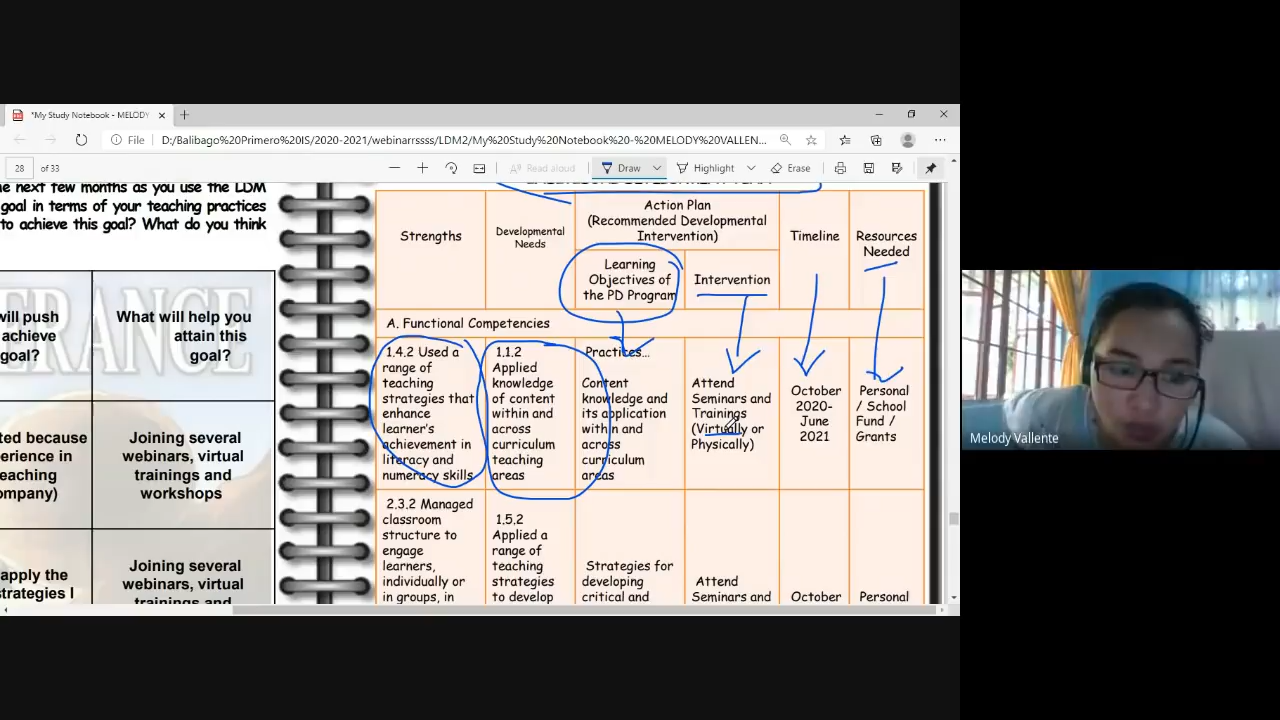 *My Study Notebook - MELODY
File
D:/Balibago%20Primero%20IS/2020-2021/webinarrssss/LDM2/My%20Study%20Notebook%20-%20MELODY%20VALLEN...
28 of 33
Read aloud
Draw
Highlight
Erase
ne next few months as you use the LDM
goal in terms of your teaching practices
to achieve this goal? What do you think
ERANCE
will push
achieve
goal?
What will help you
attain this
goal?
ted because
perience in
eaching
ompany)
Joining several
webinars, virtual
trainings and
workshops
apply the
strategies I
Joining several
webinars, virtual
trainings and
Strengths
Developmental
Needs
Action Plan
(Recommended Developmental
Intervention)
Learning
Objectives of
the PD Program
Intervention
Timeline
Resources
Needed
A. Functional Competencies
1.4.2 Used a
range of
teaching
strategies that
enhance
learner's
achievement in
literacy and
numeracy skills
1.1.2
Applied
knowledge
of content
within and
across
curriculum
teaching
areas
Practices...
Content
knowledge and
its application
within and
across
curriculum
areas
Attend
Seminars and
Trainings
(Virtually or
Physically)
October
2020-
June
2021
Personal
/ School
Fund /
Grants
2.3.2 Managed
classroom
structure to
engage
learners,
individually or
in groups, in
1.5.2
Applied a
range of
teaching
strategies
to develop
Strategies for
developing
critical and
Attend
Seminars and
October
Personal
Melody Vallente